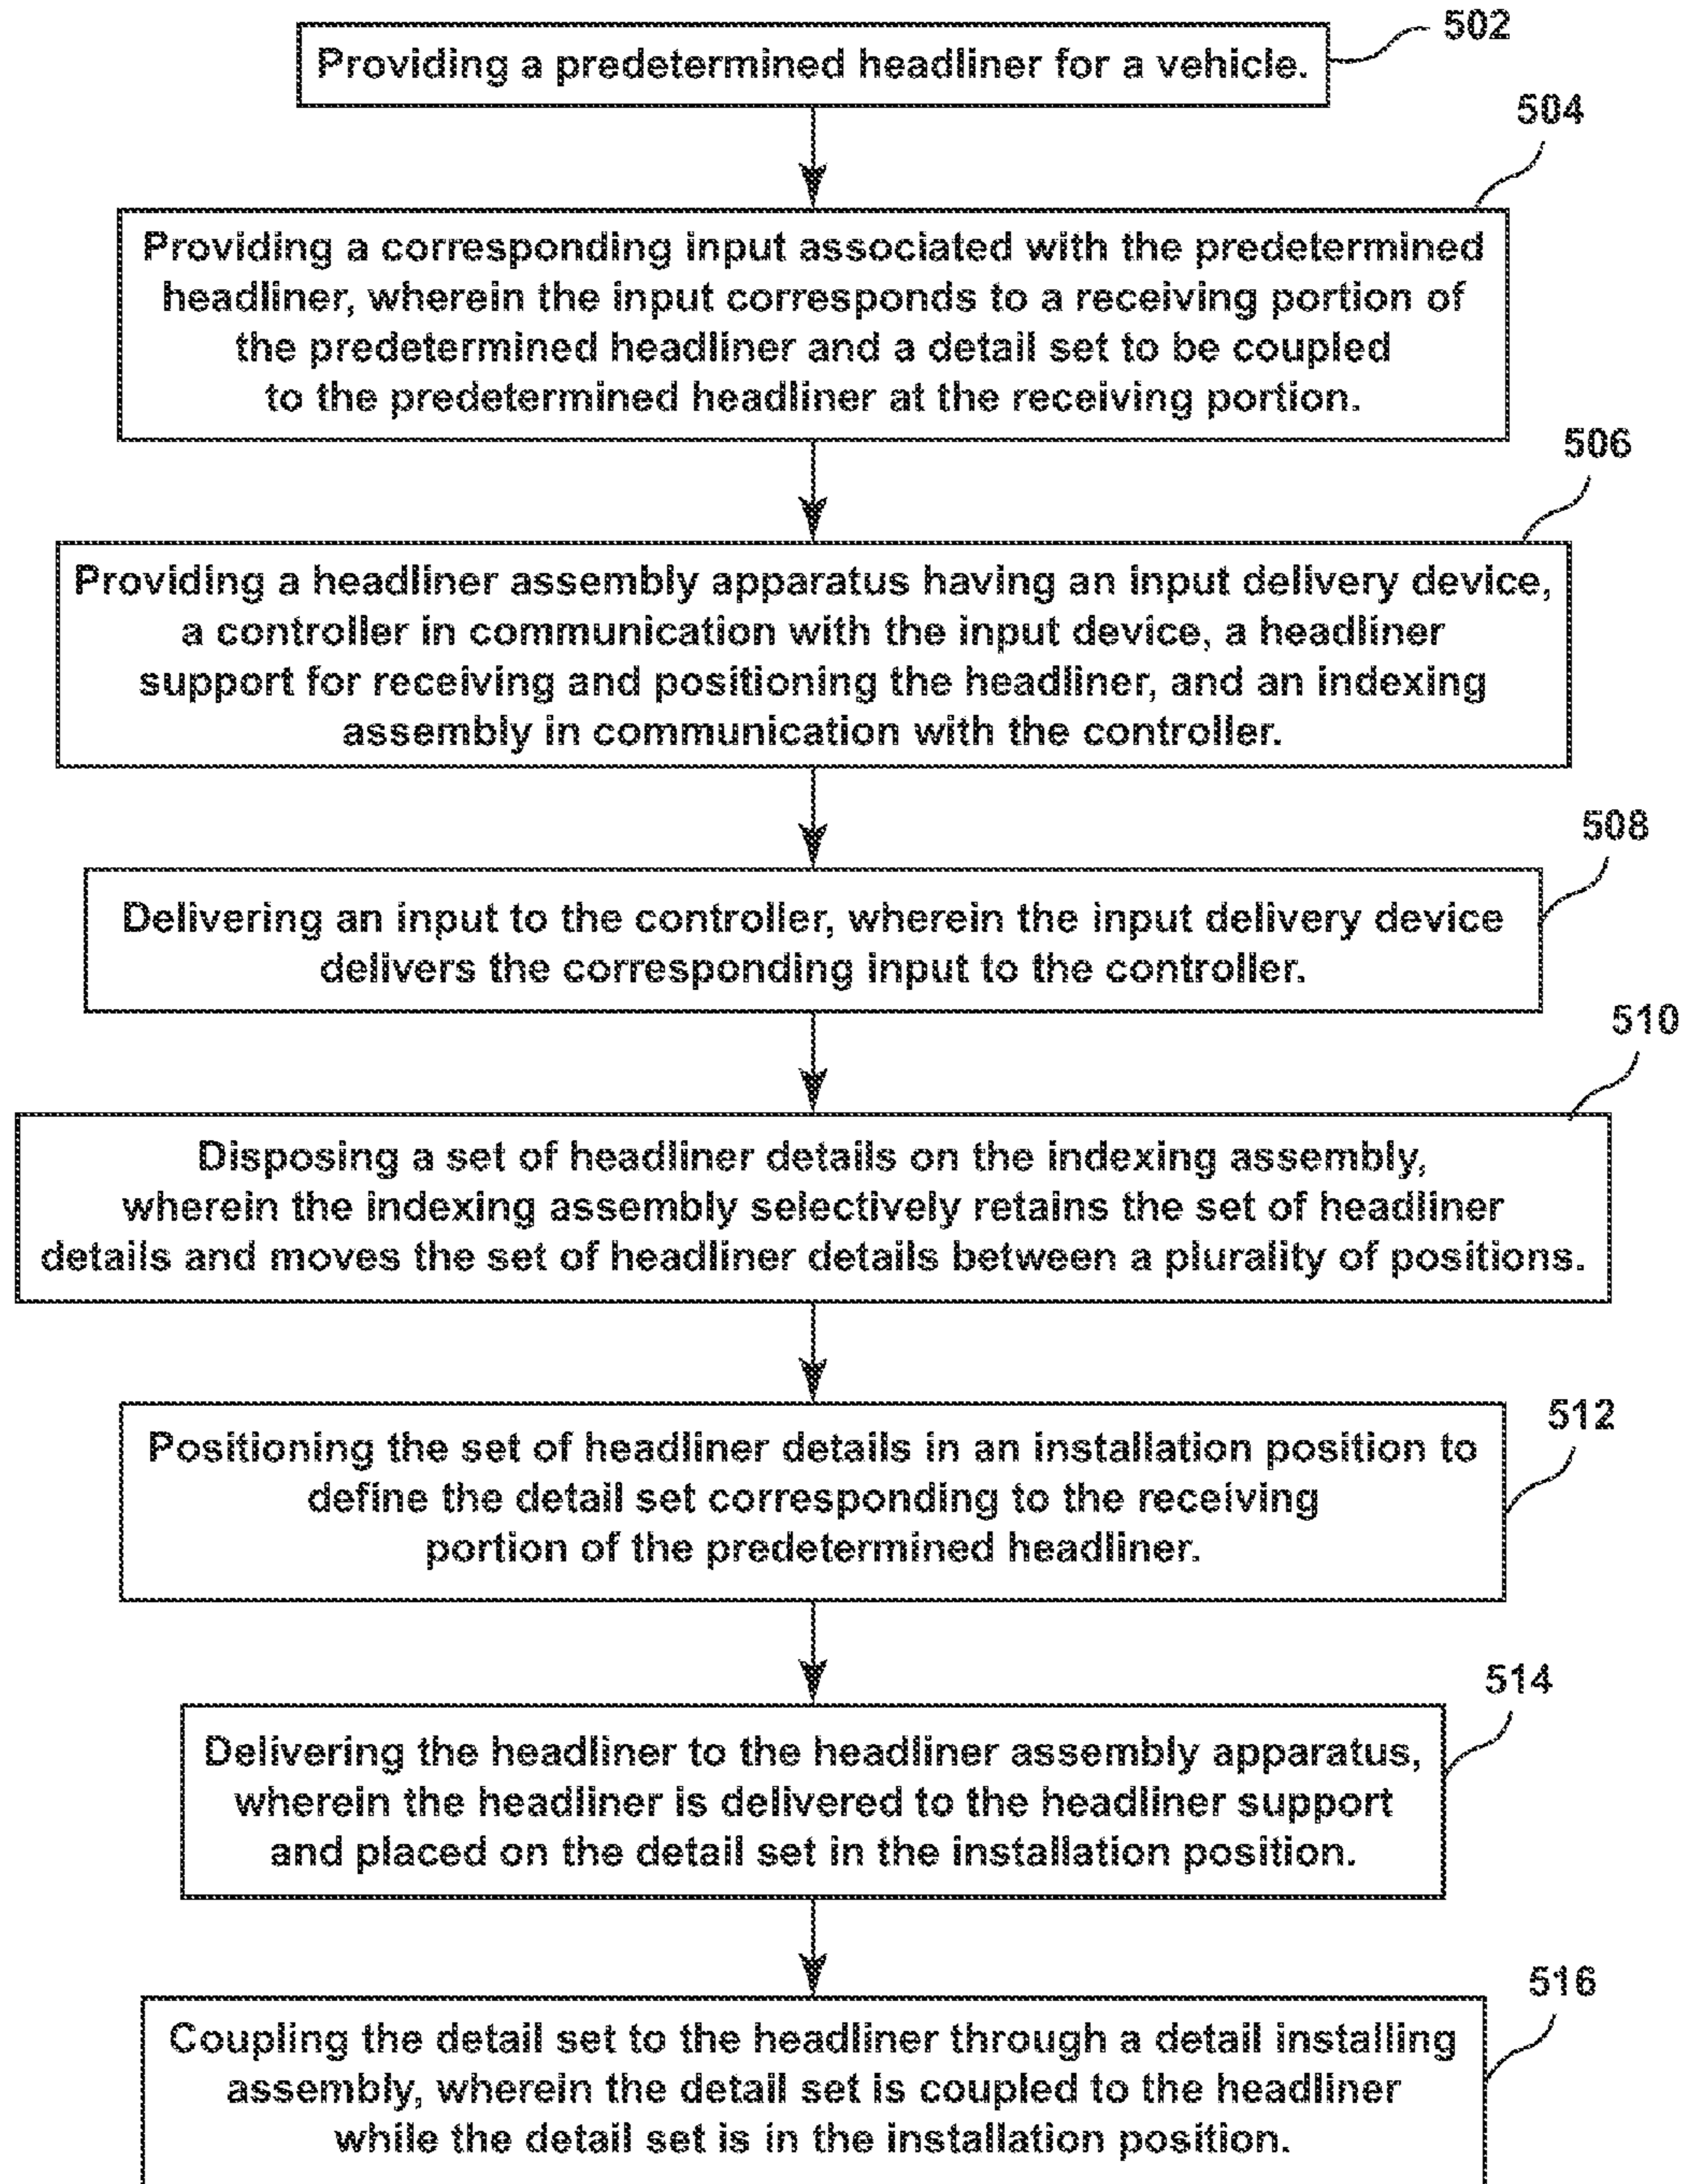 Providing a predetermined headliner for a vehicle.
502
504
Providing a corresponding input associated with the predetermined
headliner, wherein the input corresponds to a receiving portion of
the predetermined headliner and a detail set to be coupled
to the predetermined headliner at the receiving portion.
506
Providing a headliner assembly apparatus having an input delivery device,
a controller in communication with the input device, a headliner
support for receiving and positioning the headliner, and an indexing
assembly in communication with the controller.
508
Delivering an input to the controller, wherein the input delivery device
delivers the corresponding input to the controller.
510
Disposing a set of headliner details on the indexing assembly,
wherein the indexing assembly selectively retains the set of headliner
details and moves the set of headliner details between a plurality of positions.
512
Positioning the set of headliner details in an installation position to
define the detail set corresponding to the receiving
portion of the predetermined headliner.
514
Delivering the headliner to the headliner assembly apparatus,
wherein the headliner is delivered to the headliner support
and placed on the detail set in the installation position.
516
Coupling the detail set to the headliner through a detail installing
assembly, wherein the detail set is coupled to the headliner
while the detail set is in the installation position.